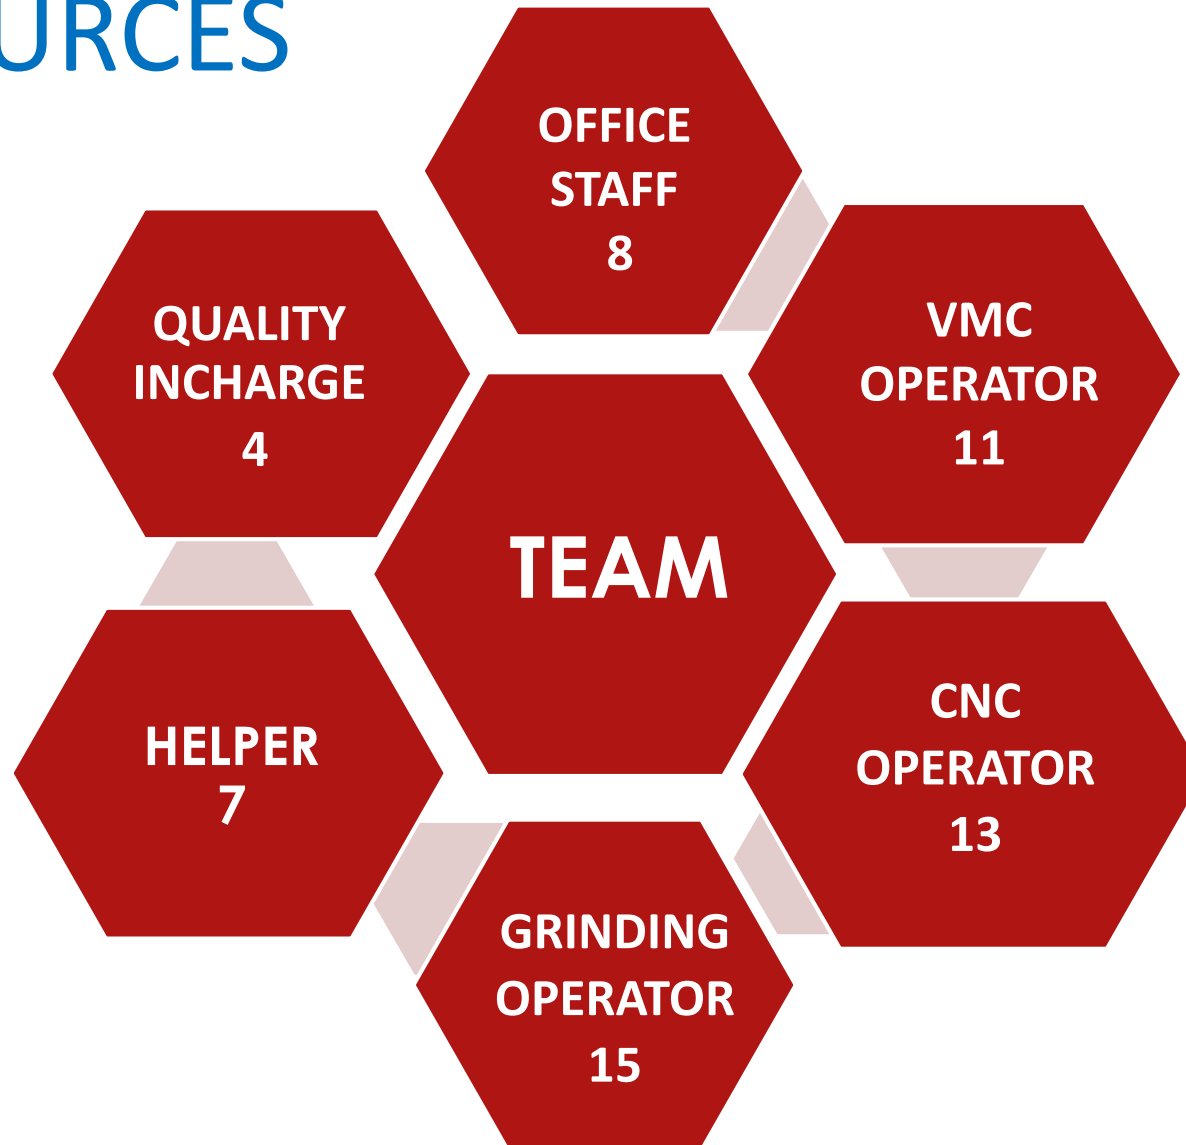 URCES
OFFICE
STAFF
8
VMC
OPERATOR
11
CNC
OPERATOR
13
GRINDING
OPERATOR
15
HELPER
7
QUALITY
INCHARGE
4
TEAM